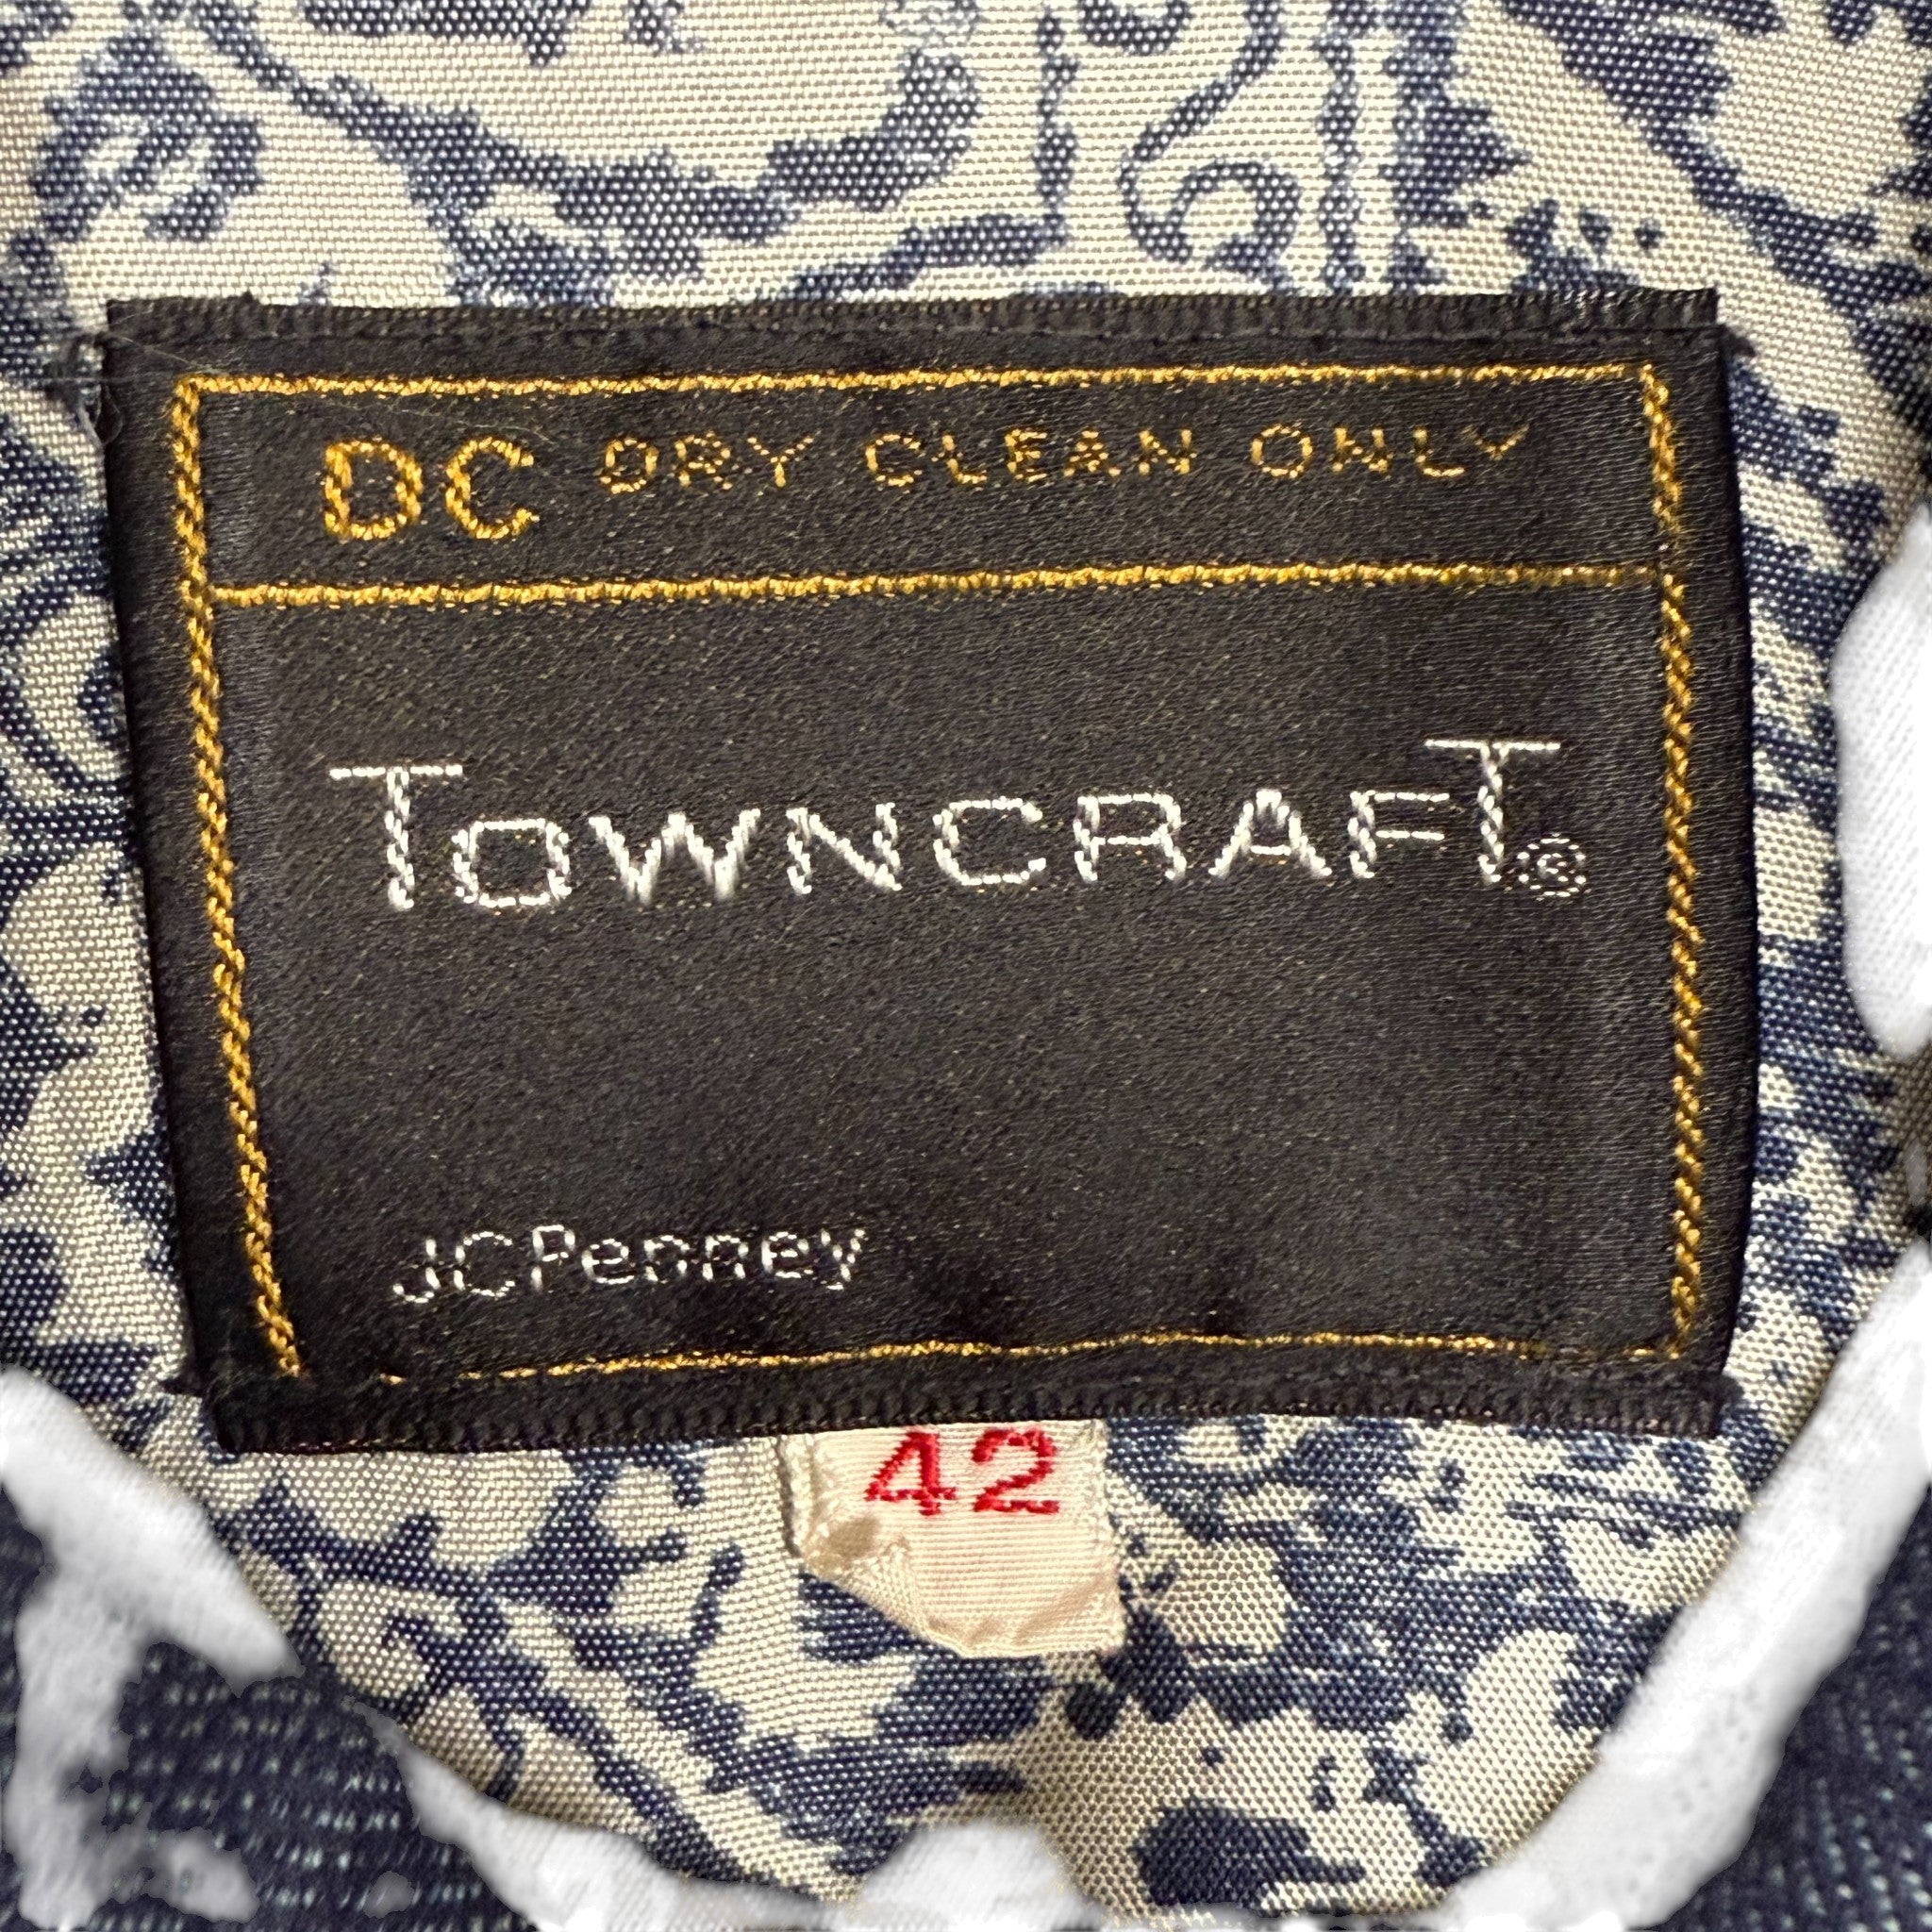 DC DRY CLEAN ONLY
TOWNCRAFT®
JCPenney
42